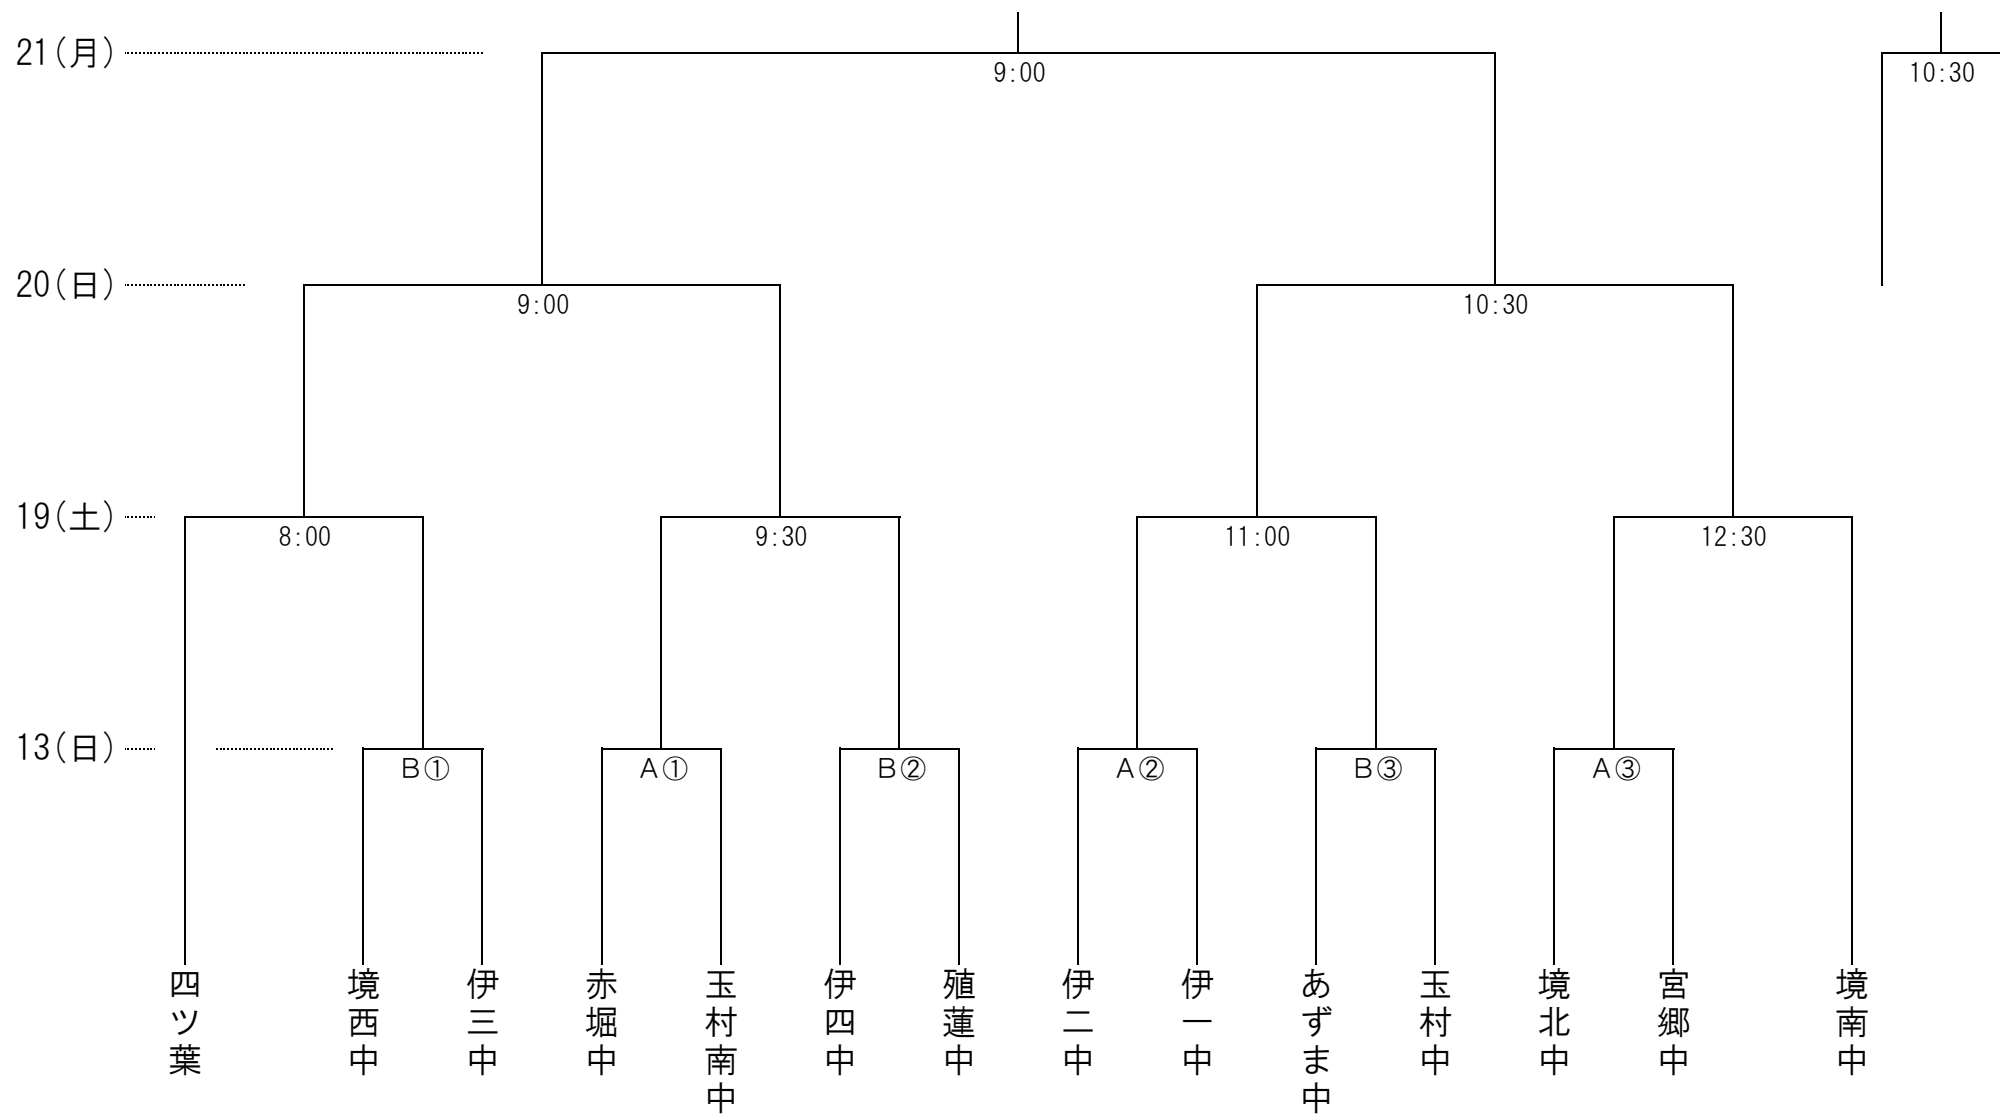 21(月)
9:00
10:30
20(日)
9:00
10:30
19(土)
8:00
9:30
11:00
12:30
13(日)
B①
A①
B②
A②
B③
A③
四ツ葉
境西中
伊三中
赤堀中
玉村南中
伊四中
殖蓮中
伊二中
伊一中
あずま中
玉村中
境北中
宮郷中
境南中